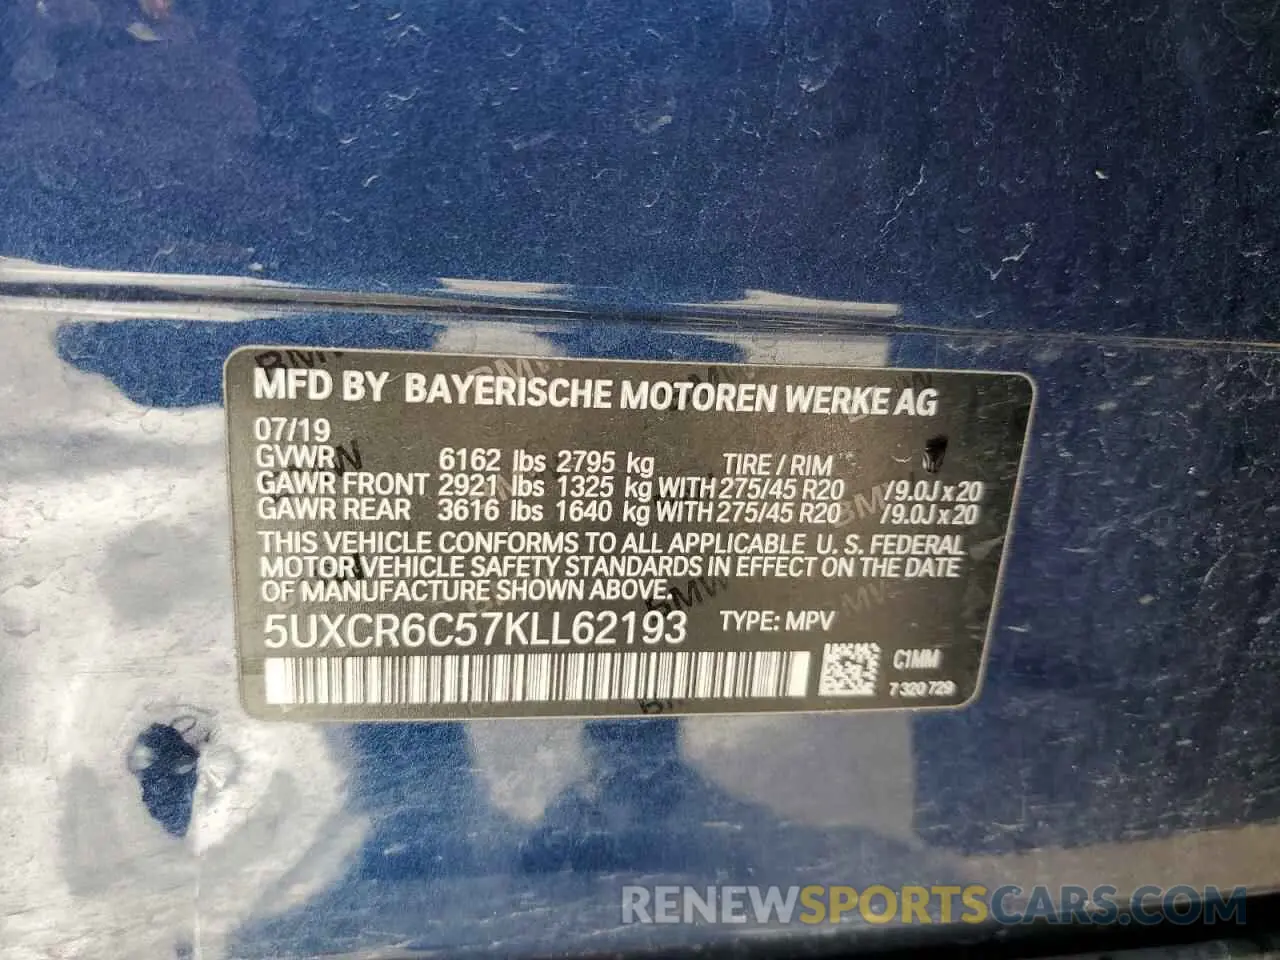 MFD BY BAYERISCHE MOTOREN WERKE AG
07/19
GVWR 6162 lbs 2795 kg TIRE / RIM
GAWR FRONT 2921 lbs 1325 kg WITH 275/45 R20 /9.0J x 20
GAWR REAR 3616 lbs 1640 kg WITH 275/45 R20 /9.0J x 20
THIS VEHICLE CONFORMS TO ALL APPLICABLE U. S. FEDERAL
MOTOR VEHICLE SAFETY STANDARDS IN EFFECT ON THE DATE
OF MANUFACTURE SHOWN ABOVE.
5UXCR6C57KLL62193 TYPE: MPV
C1MM
7 320 729
RENEWSPORTSCARS.COM